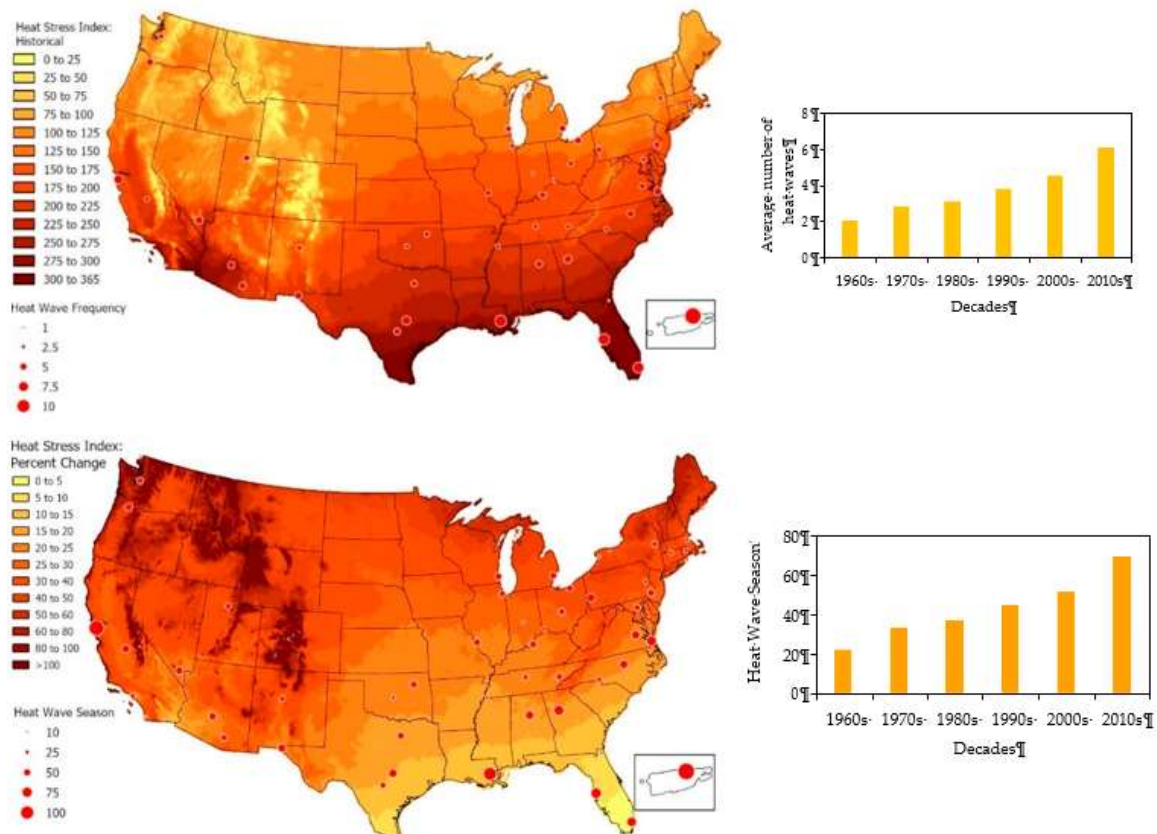 Heat Stress Index:
Historical
0 to 25
25 to 50
50 to 75
75 to 100
100 to 125
125 to 150
150 to 175
175 to 200
200 to 225
225 to 250
250 to 275
275 to 300
300 to 365
Heat Wave Frequency
1
2.5
5
7.5
10
Average·number·of·
heat·waves¶
8¶
6¶
4¶
2¶
0¶
1960s· 1970s· 1980s· 1990s· 2000s· 2010s¶
Decades¶
Heat Stress Index:
Percent Change
0 to 5
5 to 10
10 to 15
15 to 20
20 to 25
25 to 30
30 to 40
40 to 50
50 to 60
60 to 80
80 to 100
>100
Heat Wave Season
10
25
50
75
100
Heat·Wave·Season
80¶
60¶
40¶
20¶
0¶
1960s· 1970s· 1980s· 1990s· 2000s· 2010s¶
Decades¶